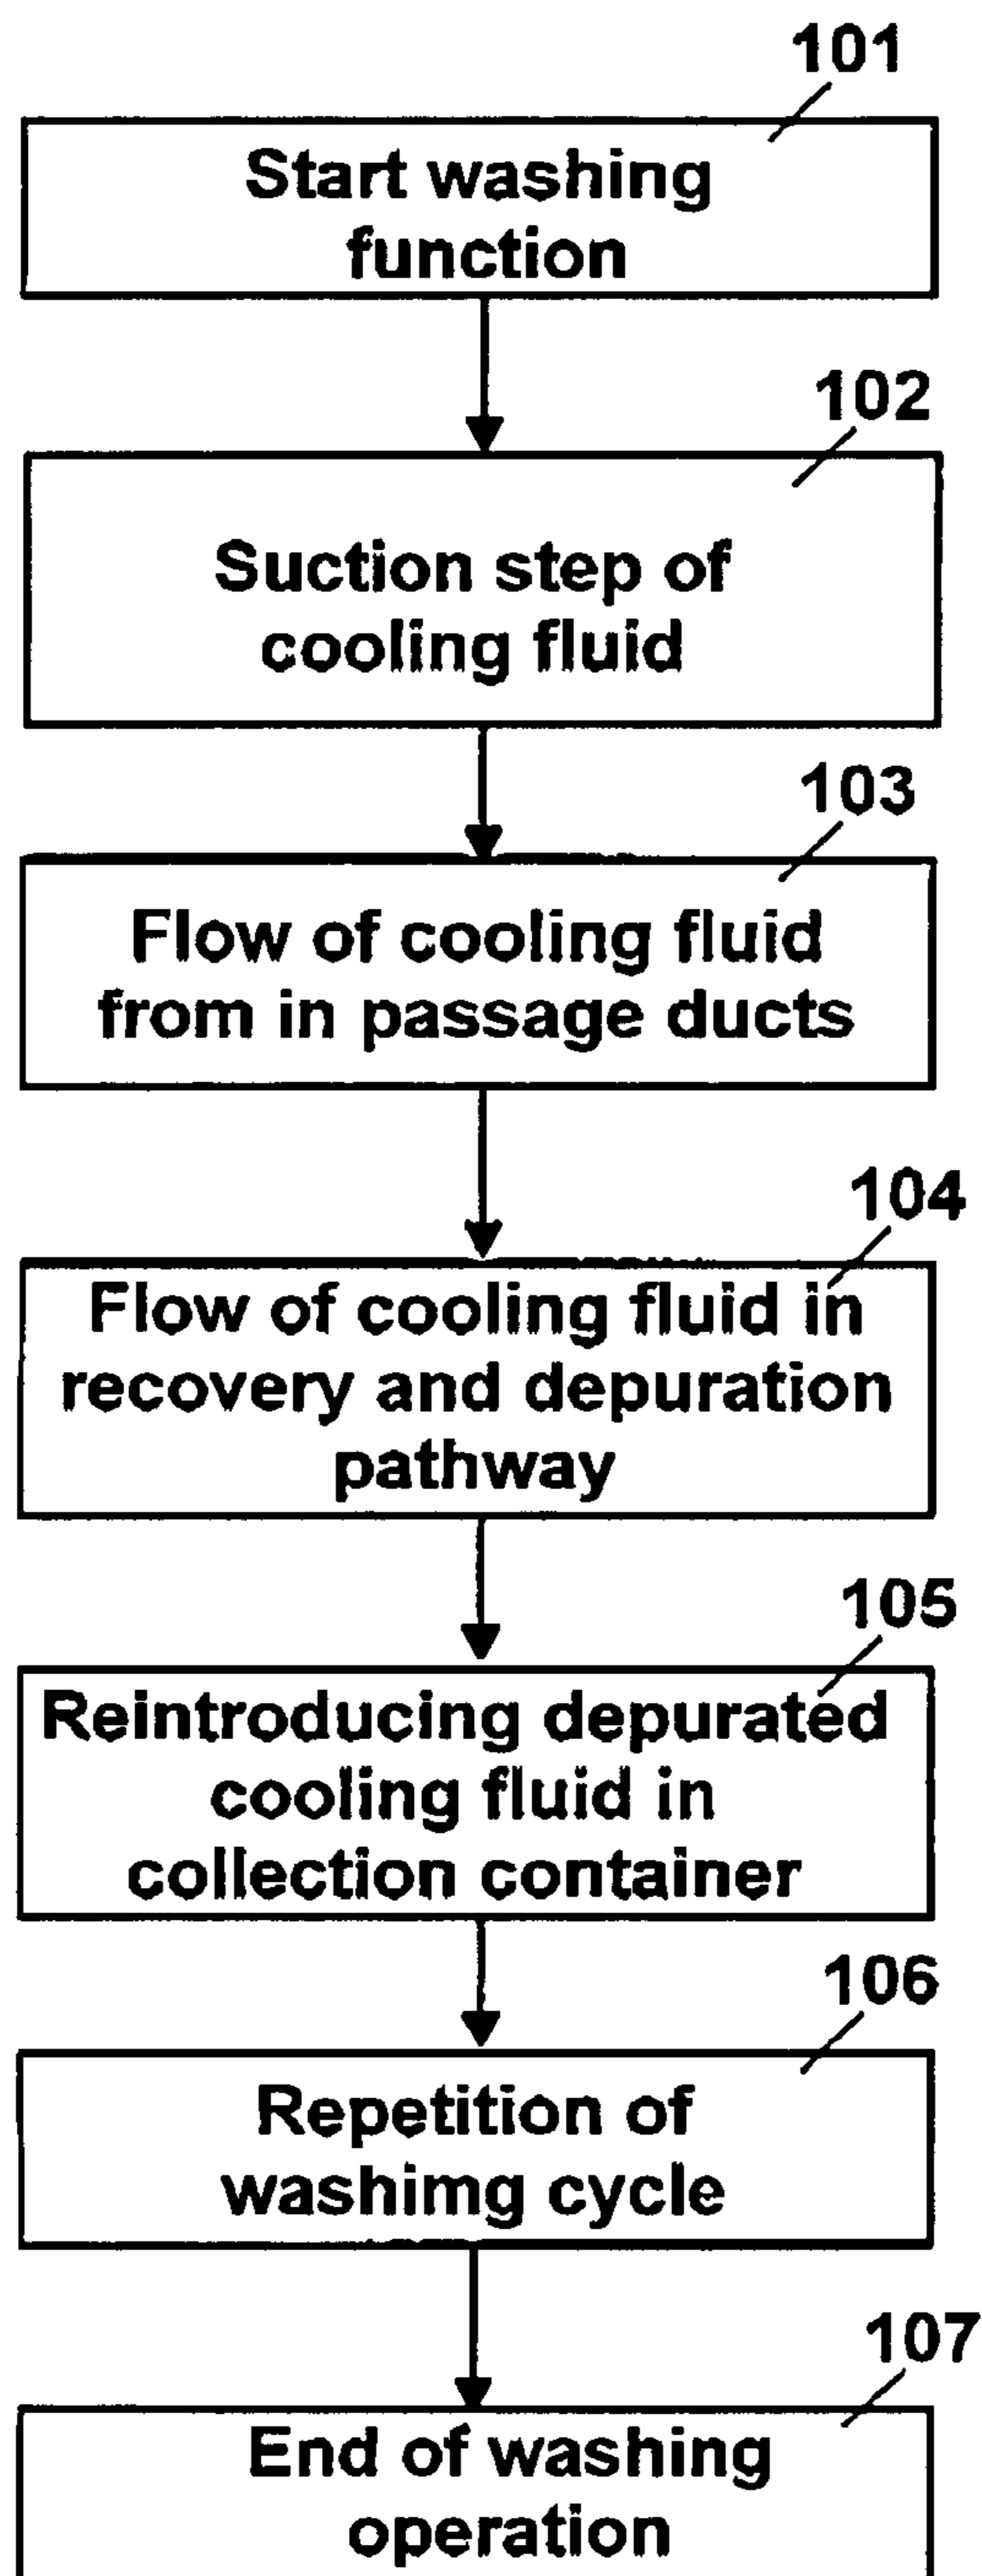 101
Start washing
function
102
Suction step of
cooling fluid
103
Flow of cooling fluid
from in passage ducts
104
Flow of cooling fluid in
recovery and depuration
pathway
105
Reintroducing depurated
cooling fluid in
collection container
106
Repetition of
washimg cycle
107
End of washing
operation